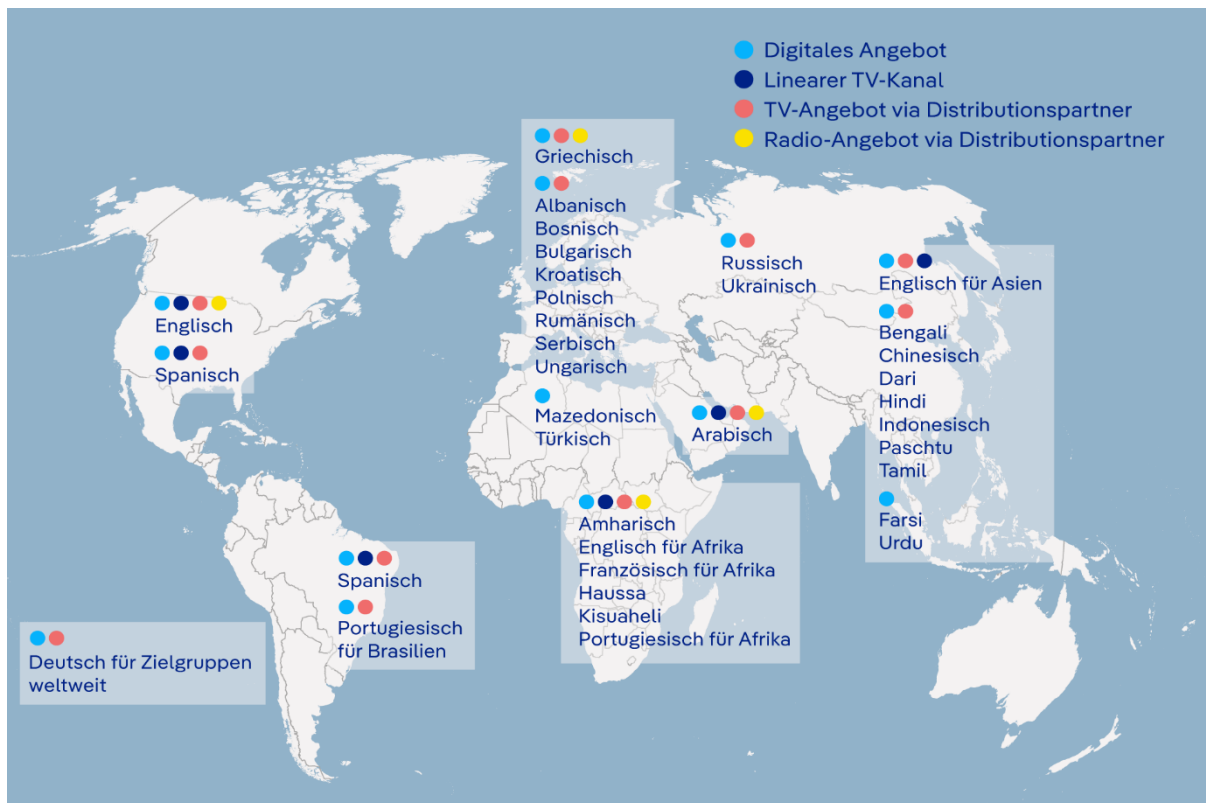 Digitales Angebot
Linearer TV-Kanal
TV-Angebot via Distributionspartner
Radio-Angebot via Distributionspartner
Griechisch
Albanisch
Bosnisch
Bulgarisch
Kroatisch
Polnisch
Rumänisch
Serbisch
Ungarisch
Mazedonisch
Türkisch
Russisch
Ukrainisch
Englisch für Asien
Bengali
Chinesisch
Dari
Hindi
Indonesisch
Paschtu
Tamil
Farsi
Urdu
Englisch
Spanisch
Arabisch
Amharisch
Englisch für Afrika
Französisch für Afrika
Haussa
Kisuaheli
Portugiesisch für Afrika
Spanisch
Portugiesisch
für Brasilien
Deutsch für Zielgruppen
weltweit